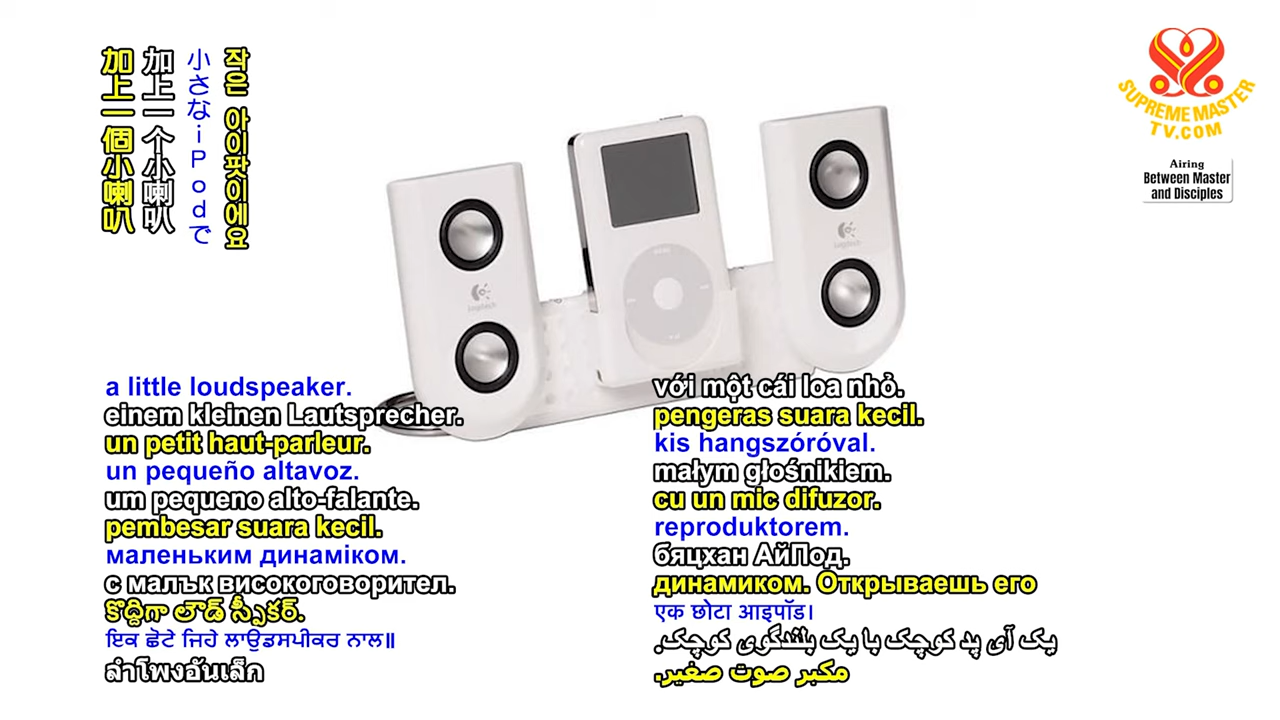 加上一個小喇叭
加上一个小喇叭
小さなiPodで
작은 아이팟이에요
SUPREME MASTER
TV.COM
Airing
Between Master
and Disciples
Logitech
Logitech
MENU
a little loudspeaker.
einem kleinen Lautsprecher.
un petit haut-parleur.
un pequeño altavoz.
um pequeno alto-falante.
pembesar suara kecil.
маленьким динаміком.
с малък високоговорител.
కొద్దిగా లౌడ్ స్పీకర్.
ਇਕ ਛੋਟੇ ਜਿਹੇ ਲਾਉਡਸਪੀਕਰ ਨਾਲ॥
ลำโพงอันเล็ก
với một cái loa nhỏ.
pengeras suara kecil.
kis hangszóróval.
małym głośnikiem.
cu un mic difuzor.
reproduktorem.
бяцхан АйПод.
динамиком. Открываешь его
एक छोटा आइपॉड।
یک آی پد کوچک با یک بلندگوی کوچک.
مكبر صوت صغير.